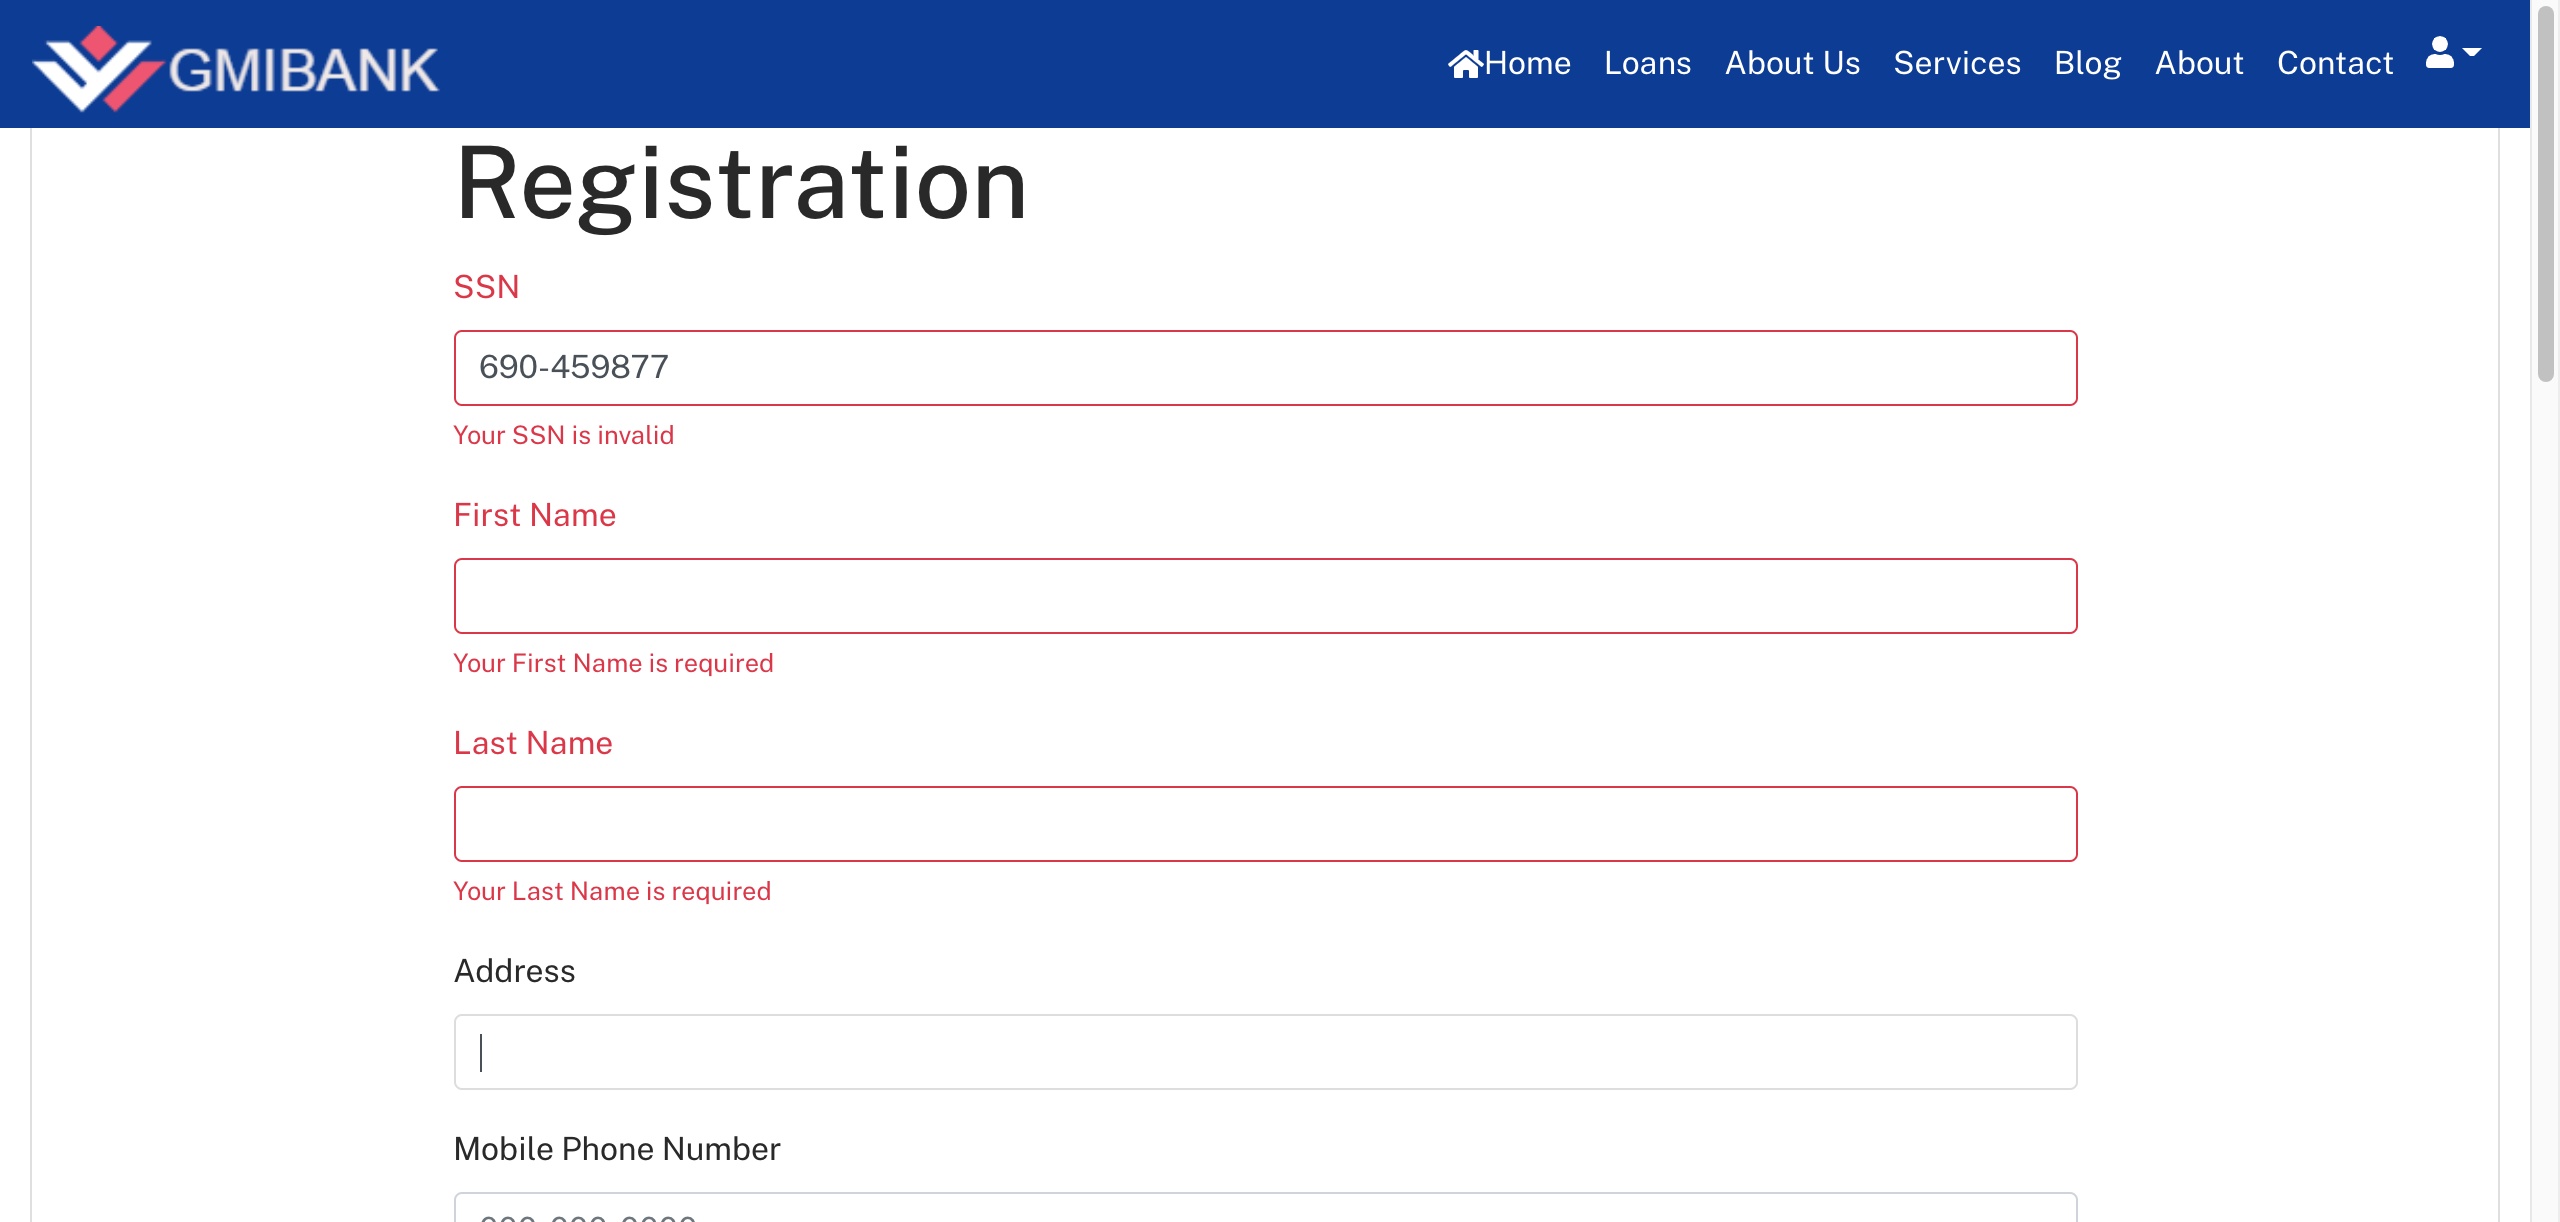 GMIBANK
Home Loans About Us Services Blog About Contact
Registration
SSN
690-459877
Your SSN is invalid
First Name
Your First Name is required
Last Name
Your Last Name is required
Address
Mobile Phone Number